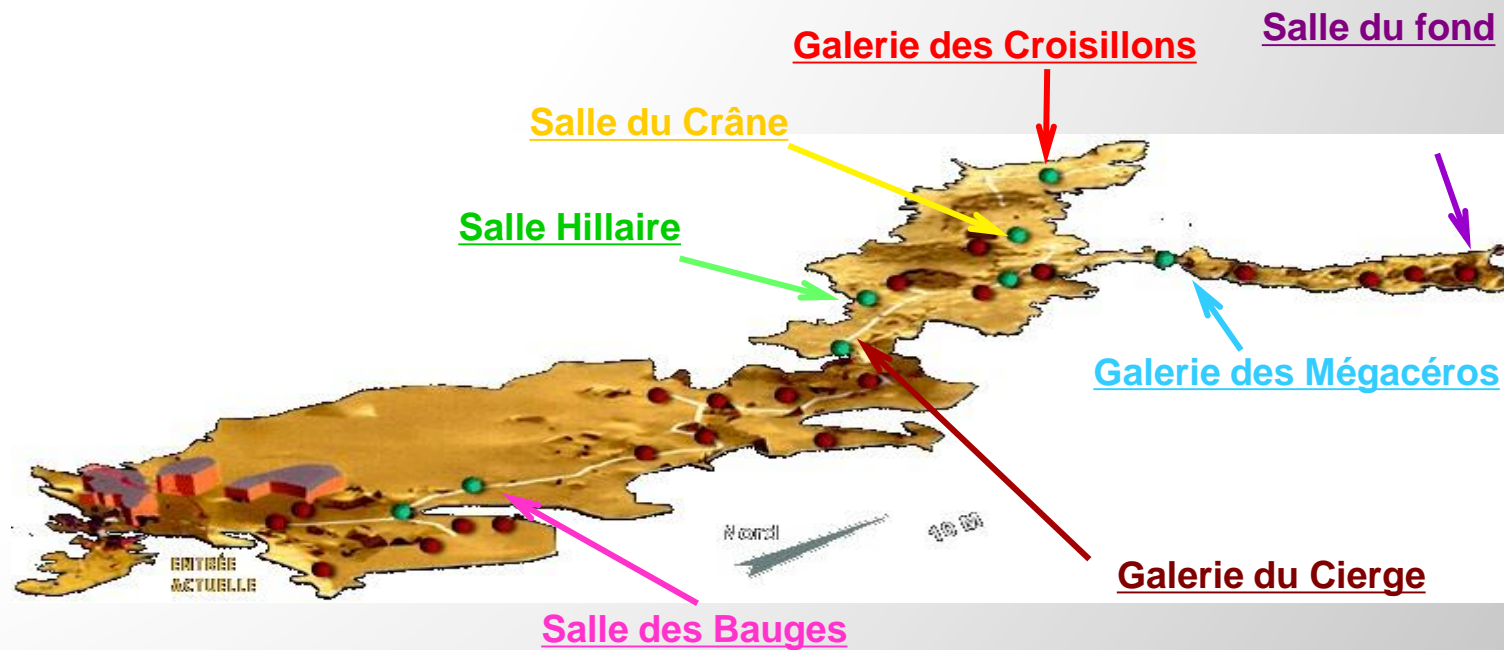 Salle du fond
Galerie des Croisillons
Salle du Crâne
Salle Hillaire
Galerie des Mégacéros
Nord
10 M
ENTRÉE
ACTUELLE
Galerie du Cierge
Salle des Bauges